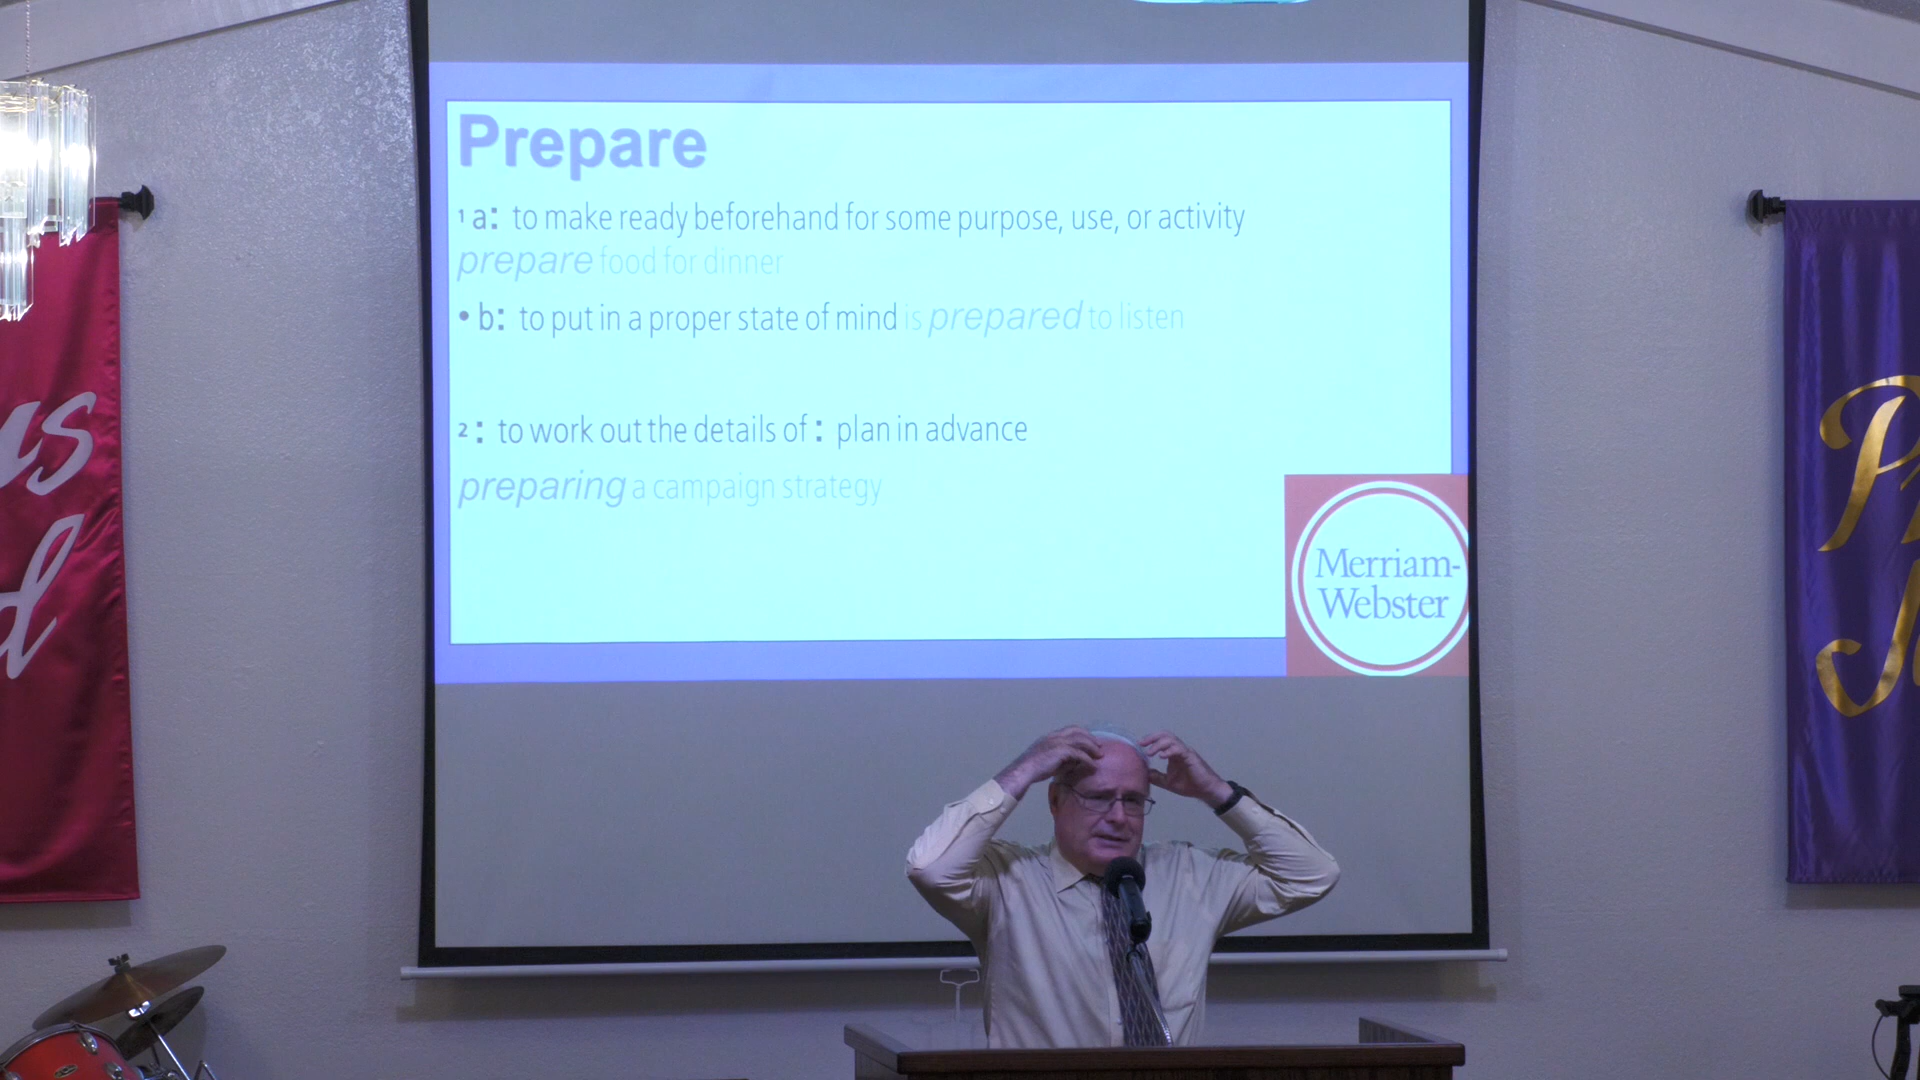 Prepare
1 a: to make ready beforehand for some purpose, use, or activity
prepare food for dinner
• b: to put in a proper state of mind is prepared to listen
2 : to work out the details of : plan in advance
preparing a campaign strategy
Merriam-
Webster
us
d